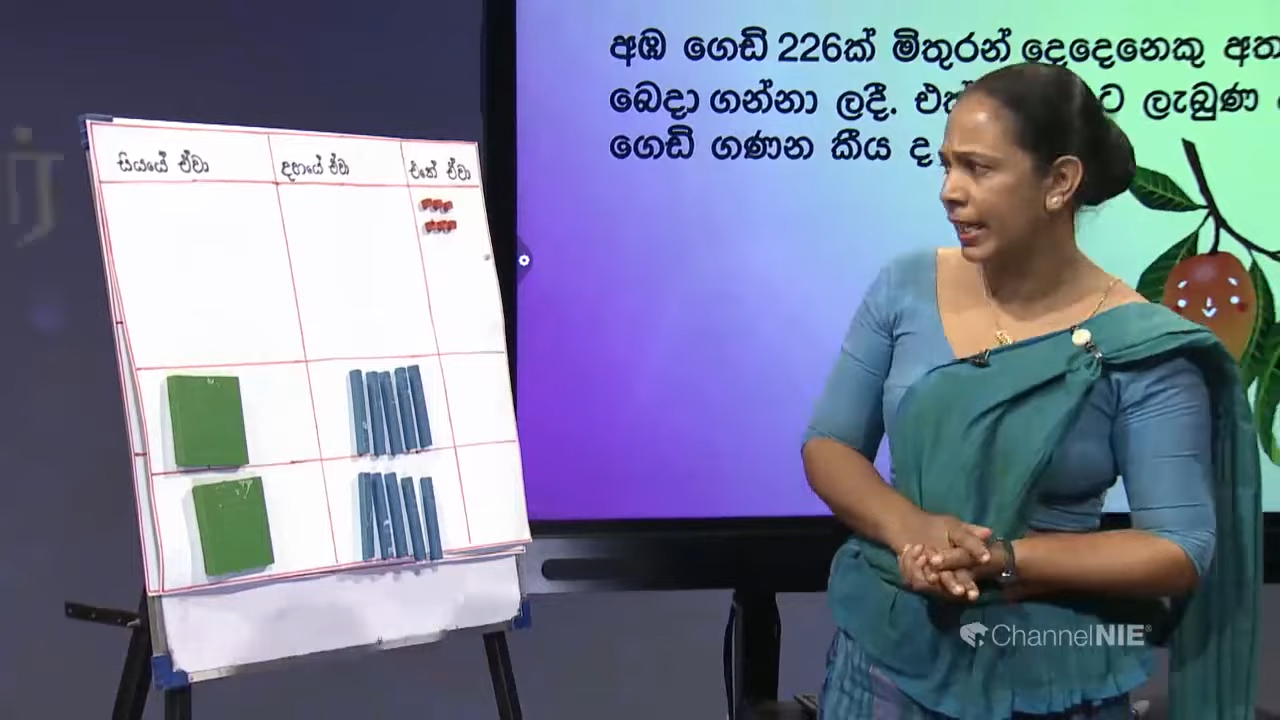 අඹ ගෙඩි 226ක් මිතුරන් දෙදෙනෙකු අත
බෙදා ගන්නා ලදී. ලැබුණ
ගෙඩි ගණන කීය ද
සියයේ ඒවා දහයේ ඒවා එකේ ඒවා
ChannelNIE